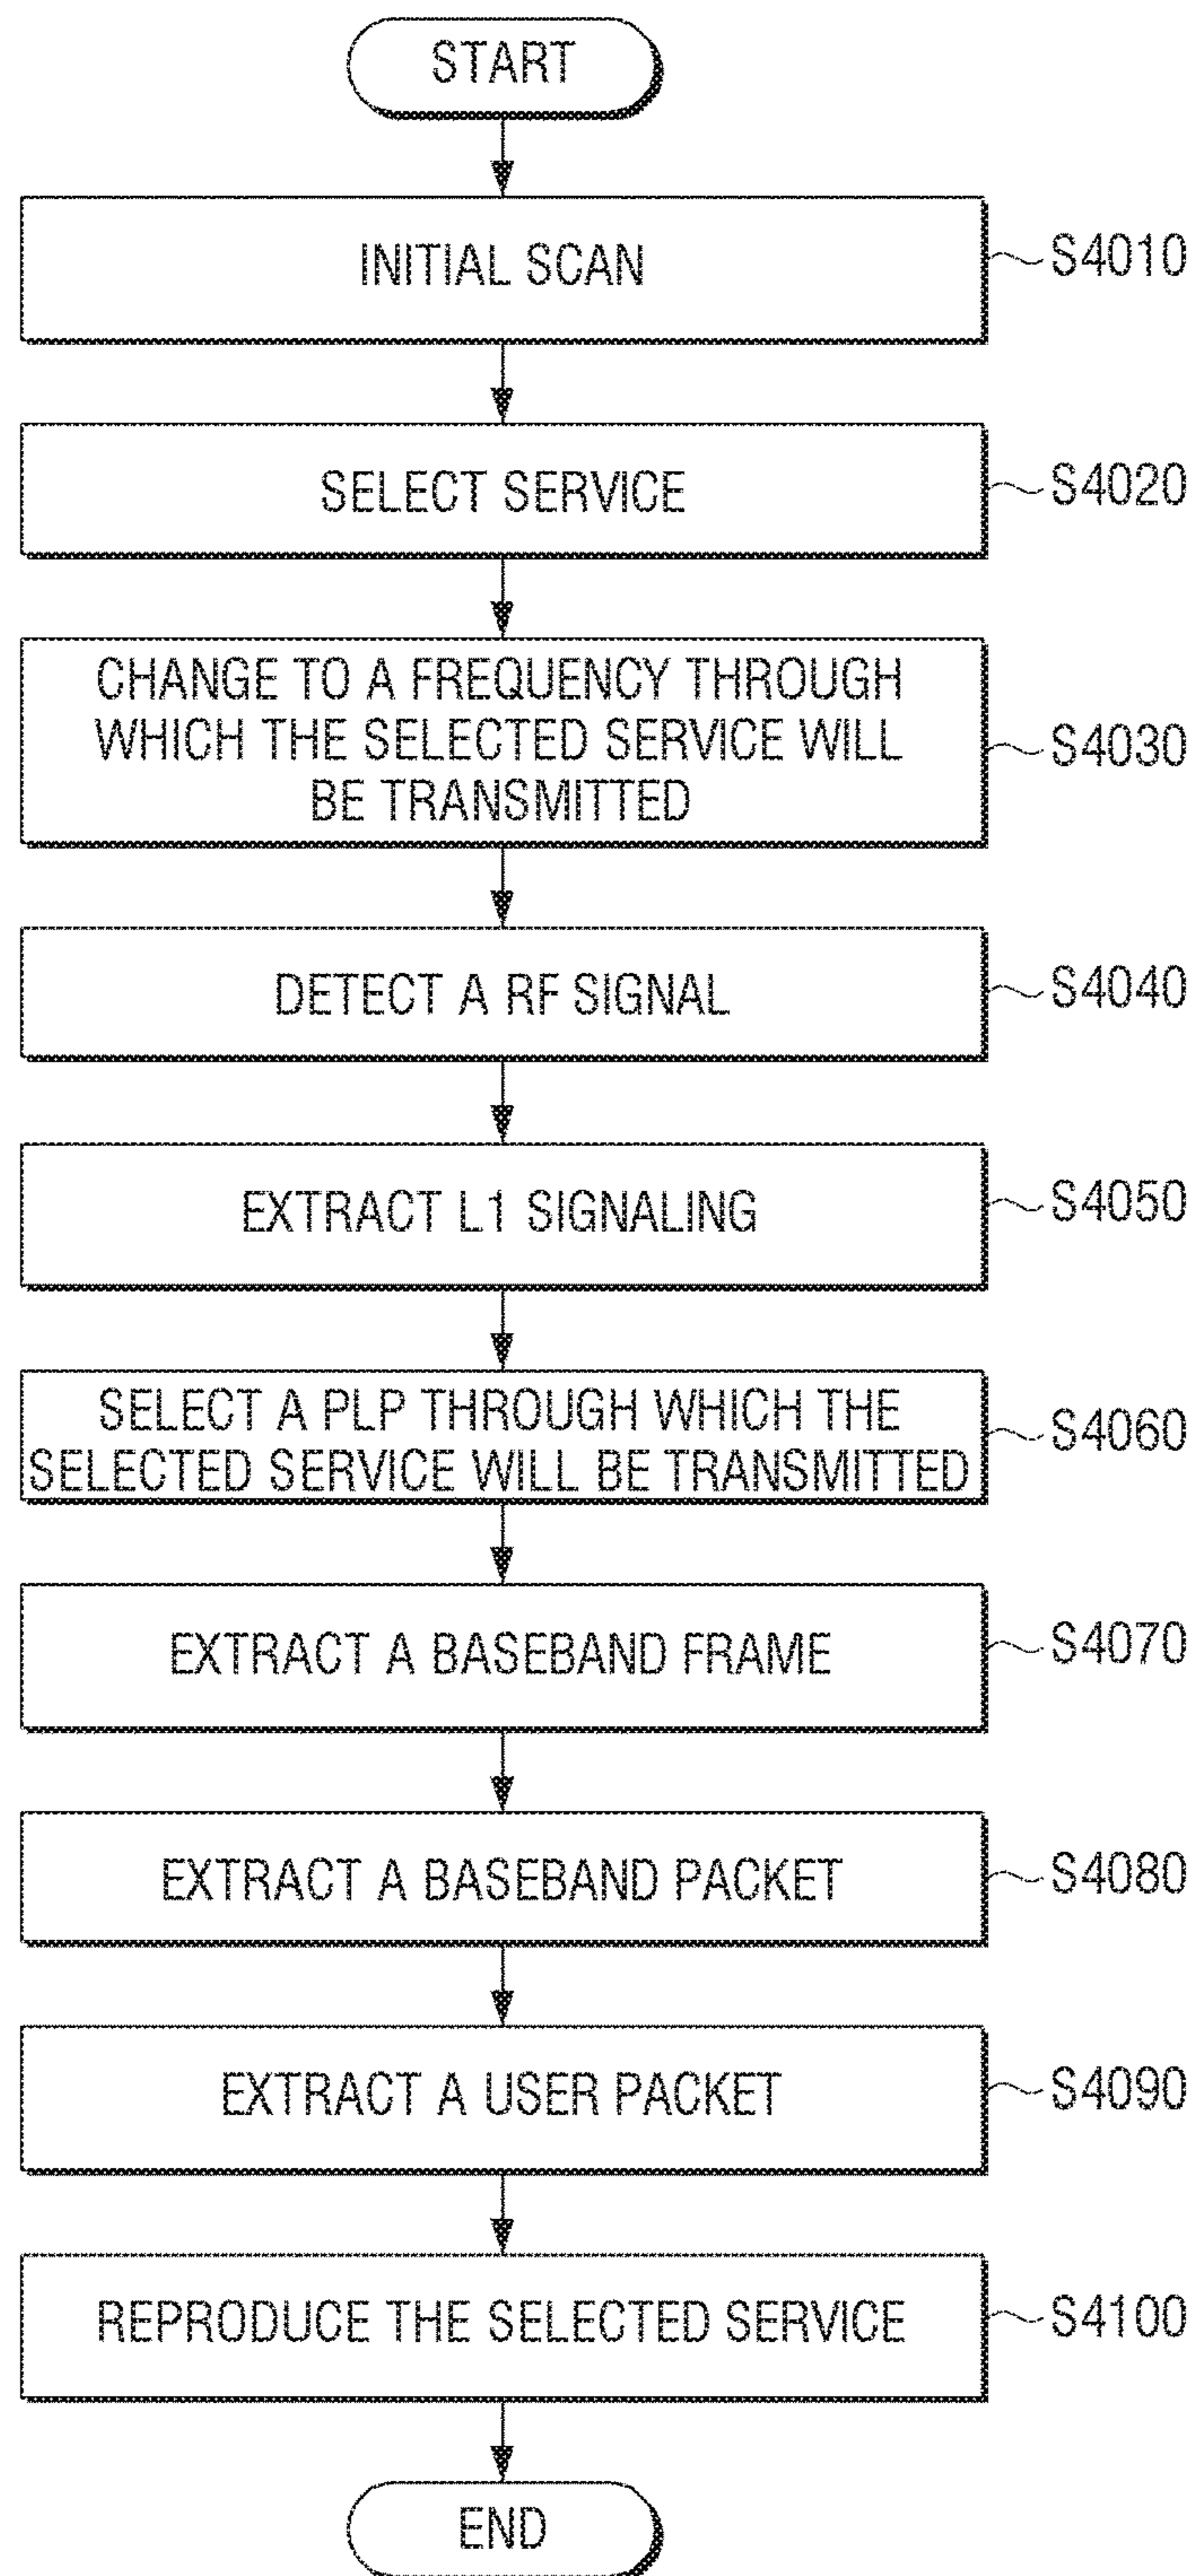 START
INITIAL SCAN
S4010
SELECT SERVICE
S4020
CHANGE TO A FREQUENCY THROUGH
WHICH THE SELECTED SERVICE WILL
BE TRANSMITTED
S4030
DETECT A RF SIGNAL
S4040
EXTRACT L1 SIGNALING
S4050
SELECT A PLP THROUGH WHICH THE
SELECTED SERVICE WILL BE TRANSMITTED
S4060
EXTRACT A BASEBAND FRAME
S4070
EXTRACT A BASEBAND PACKET
S4080
EXTRACT A USER PACKET
S4090
REPRODUCE THE SELECTED SERVICE
S4100
END